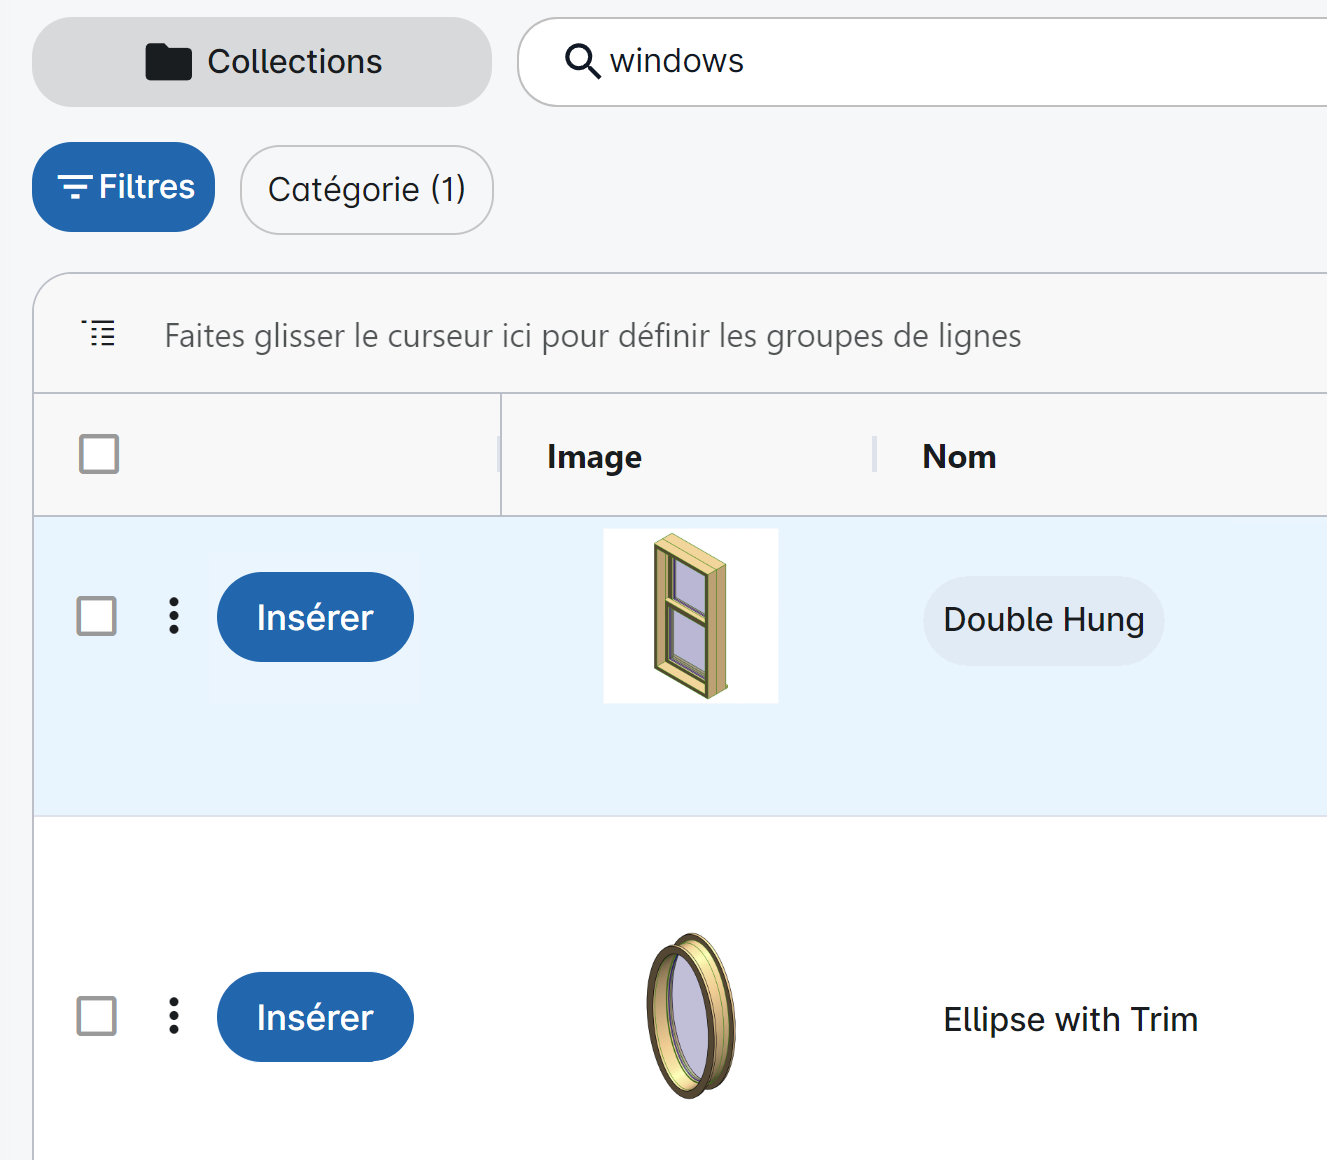 Collections
windows
Filtres
Catégorie (1)
Faites glisser le curseur ici pour définir les groupes de lignes
Image
Nom
Insérer
Double Hung
Insérer
Ellipse with Trim